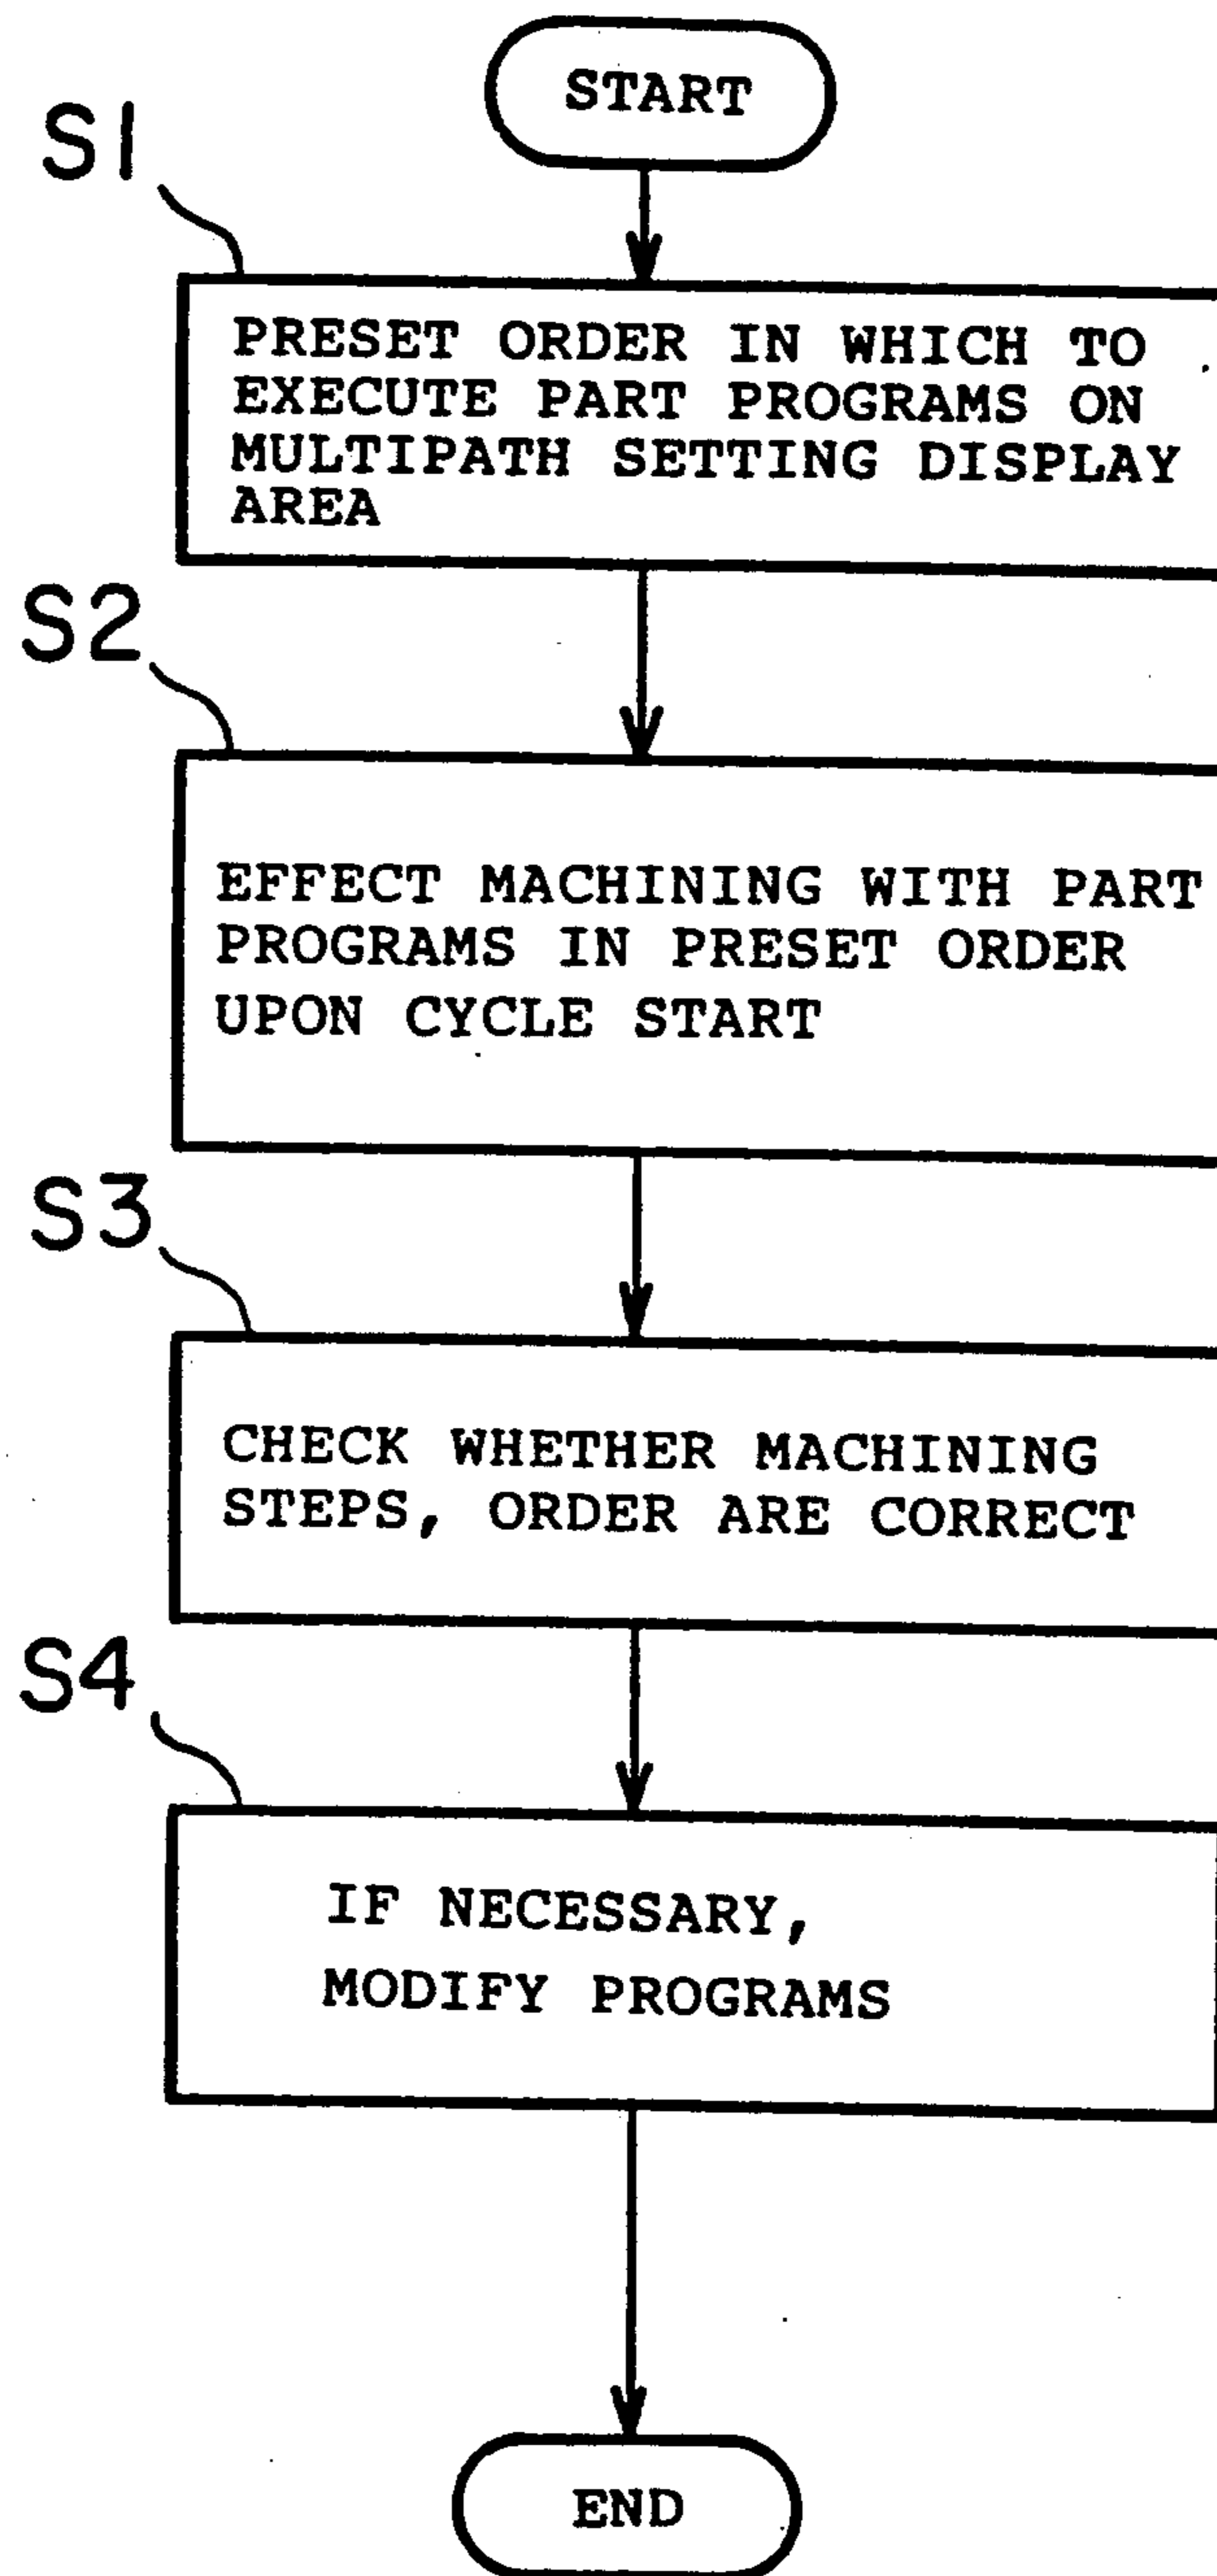 START
S1
PRESET ORDER IN WHICH TO
EXECUTE PART PROGRAMS ON
MULTIPATH SETTING DISPLAY
AREA
S2
EFFECT MACHINING WITH PART
PROGRAMS IN PRESET ORDER
UPON CYCLE START
S3
CHECK WHETHER MACHINING
STEPS, ORDER ARE CORRECT
S4
IF NECESSARY,
MODIFY PROGRAMS
END